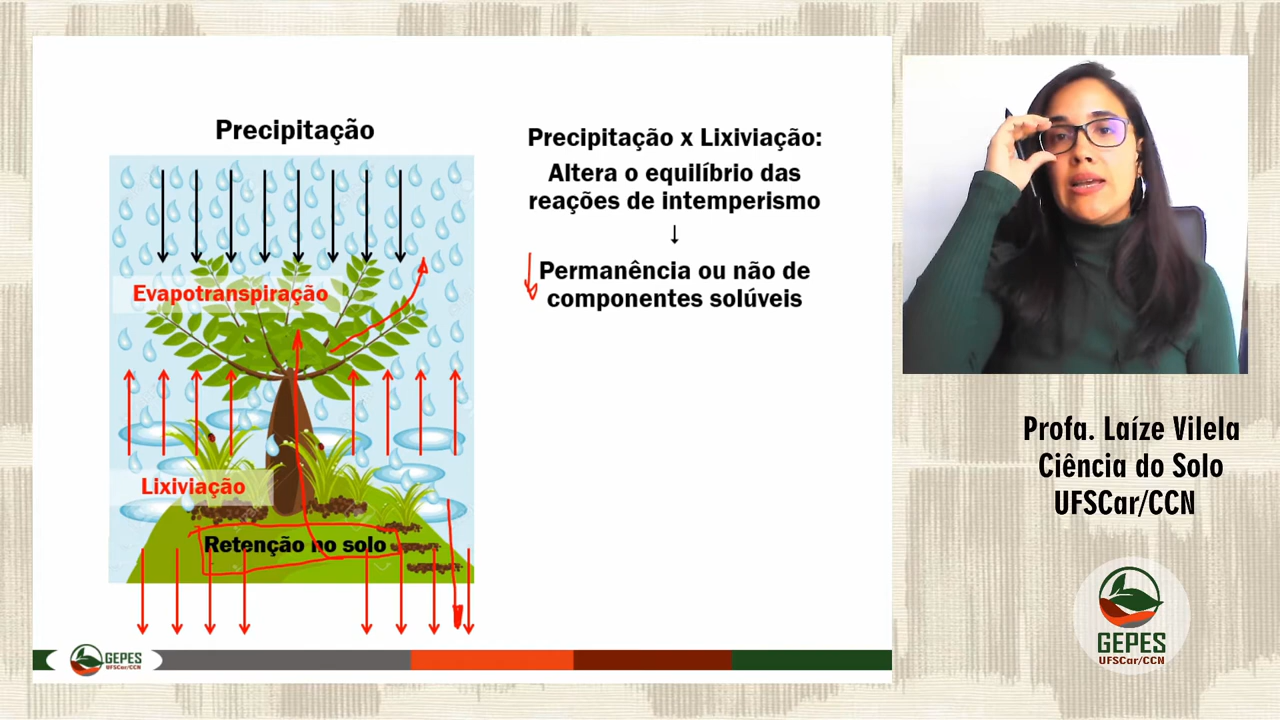 Precipitação
Evapotranspiração
Lixiviação
Retenção no solo
Precipitação x Lixiviação:
Altera o equilíbrio das
reações de intemperismo
↓
Permanência ou não de
componentes solúveis
GEPES
UFSCar/CCN
Profa. Laíze Vilela
Ciência do Solo
UFSCar/CCN
GEPES
UFSCar/CCN